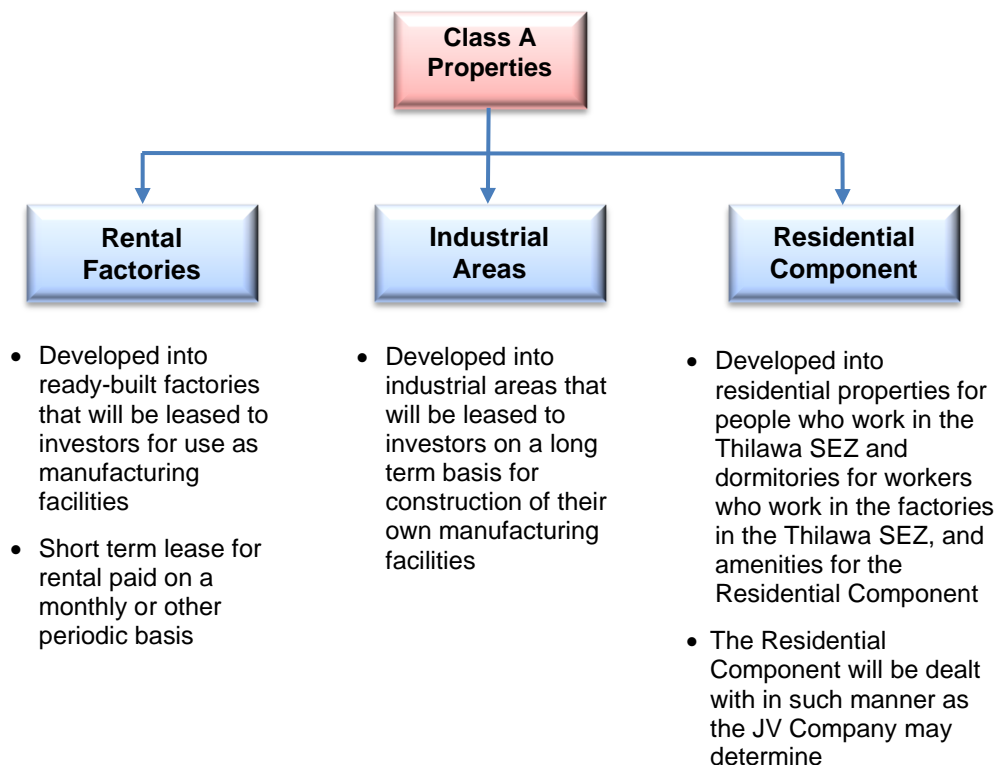 Class A
Properties
Rental
Factories
Industrial
Areas
Residential
Component
• Developed into
ready-built factories
that will be leased to
investors for use as
manufacturing
facilities
• Short term lease for
rental paid on a
monthly or other
periodic basis
• Developed into
industrial areas that
will be leased to
investors on a long
term basis for
construction of their
own manufacturing
facilities
• Developed into
residential properties for
people who work in the
Thilawa SEZ and
dormitories for workers
who work in the factories
in the Thilawa SEZ, and
amenities for the
Residential Component
• The Residential
Component will be dealt
with in such manner as
the JV Company may
determine